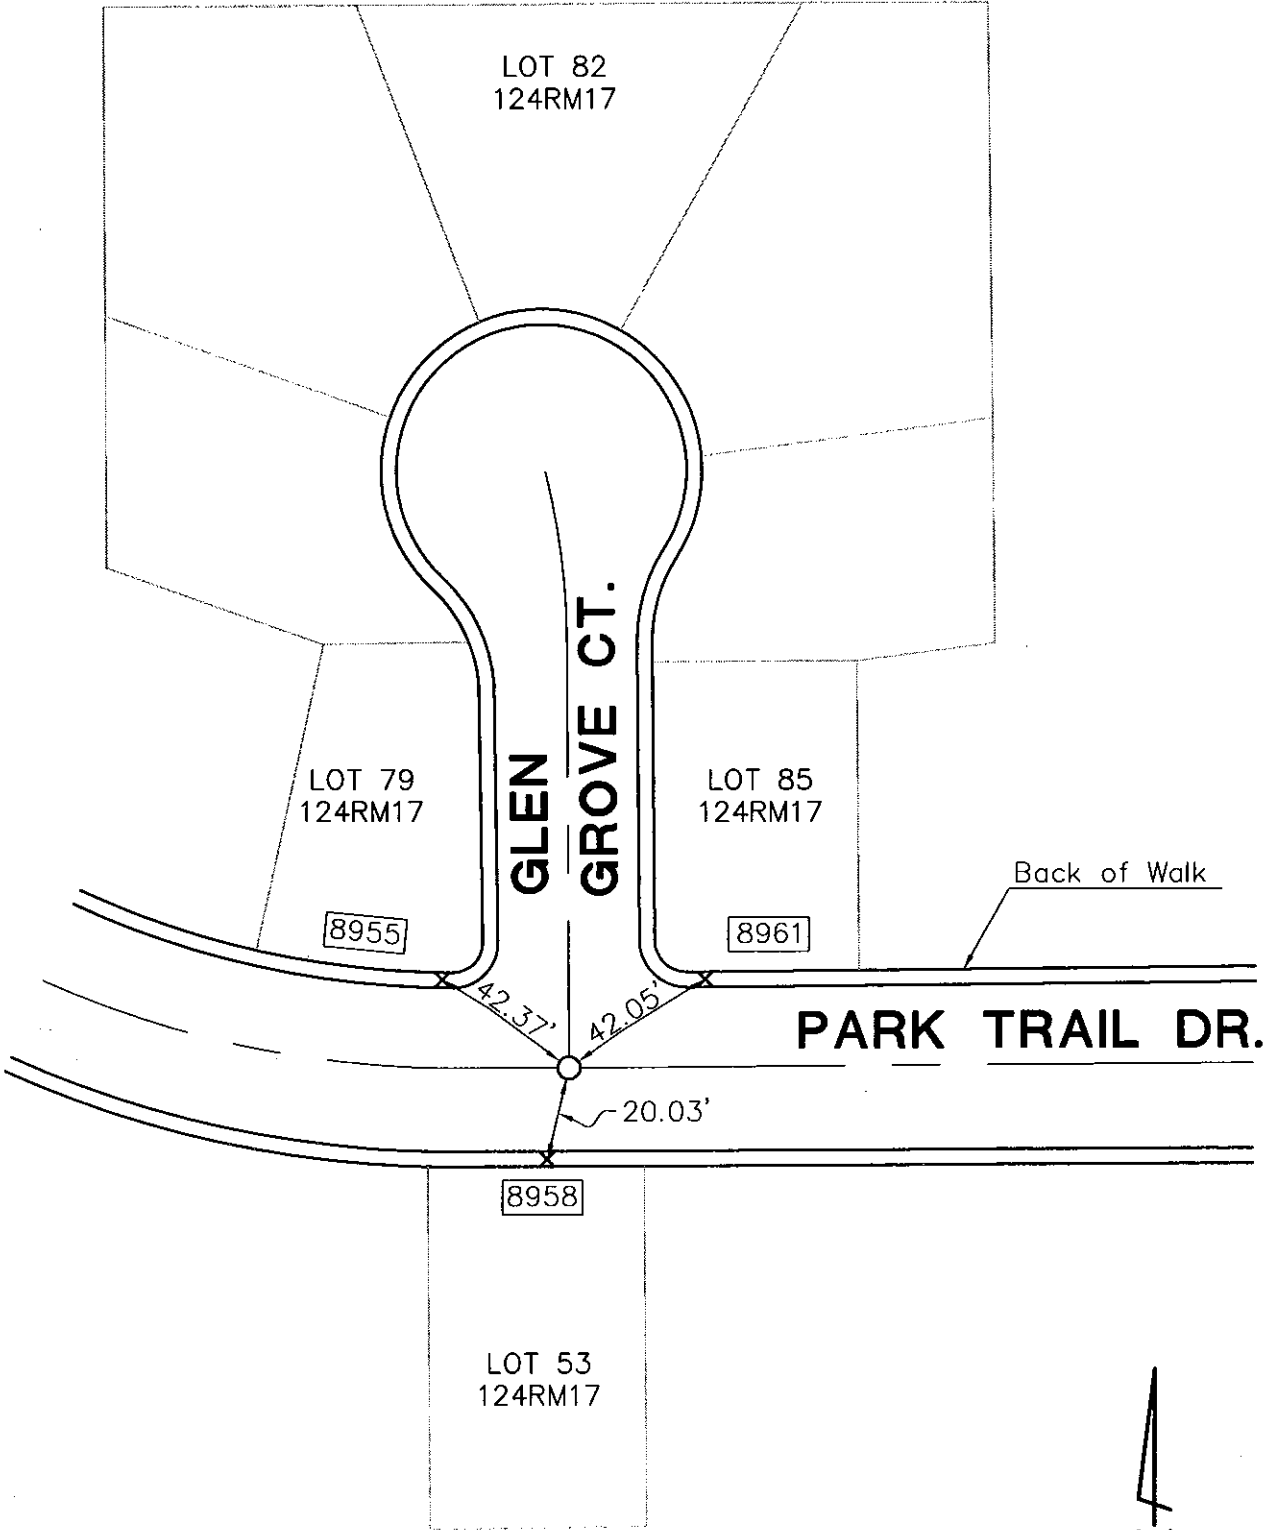 LOT 82
124RM17
GLEN
GROVE CT.
LOT 79
124RM17
LOT 85
124RM17
Back of Walk
8955
8961
42.37'
42.05'
PARK TRAIL DR.
20.03'
8958
LOT 53
124RM17